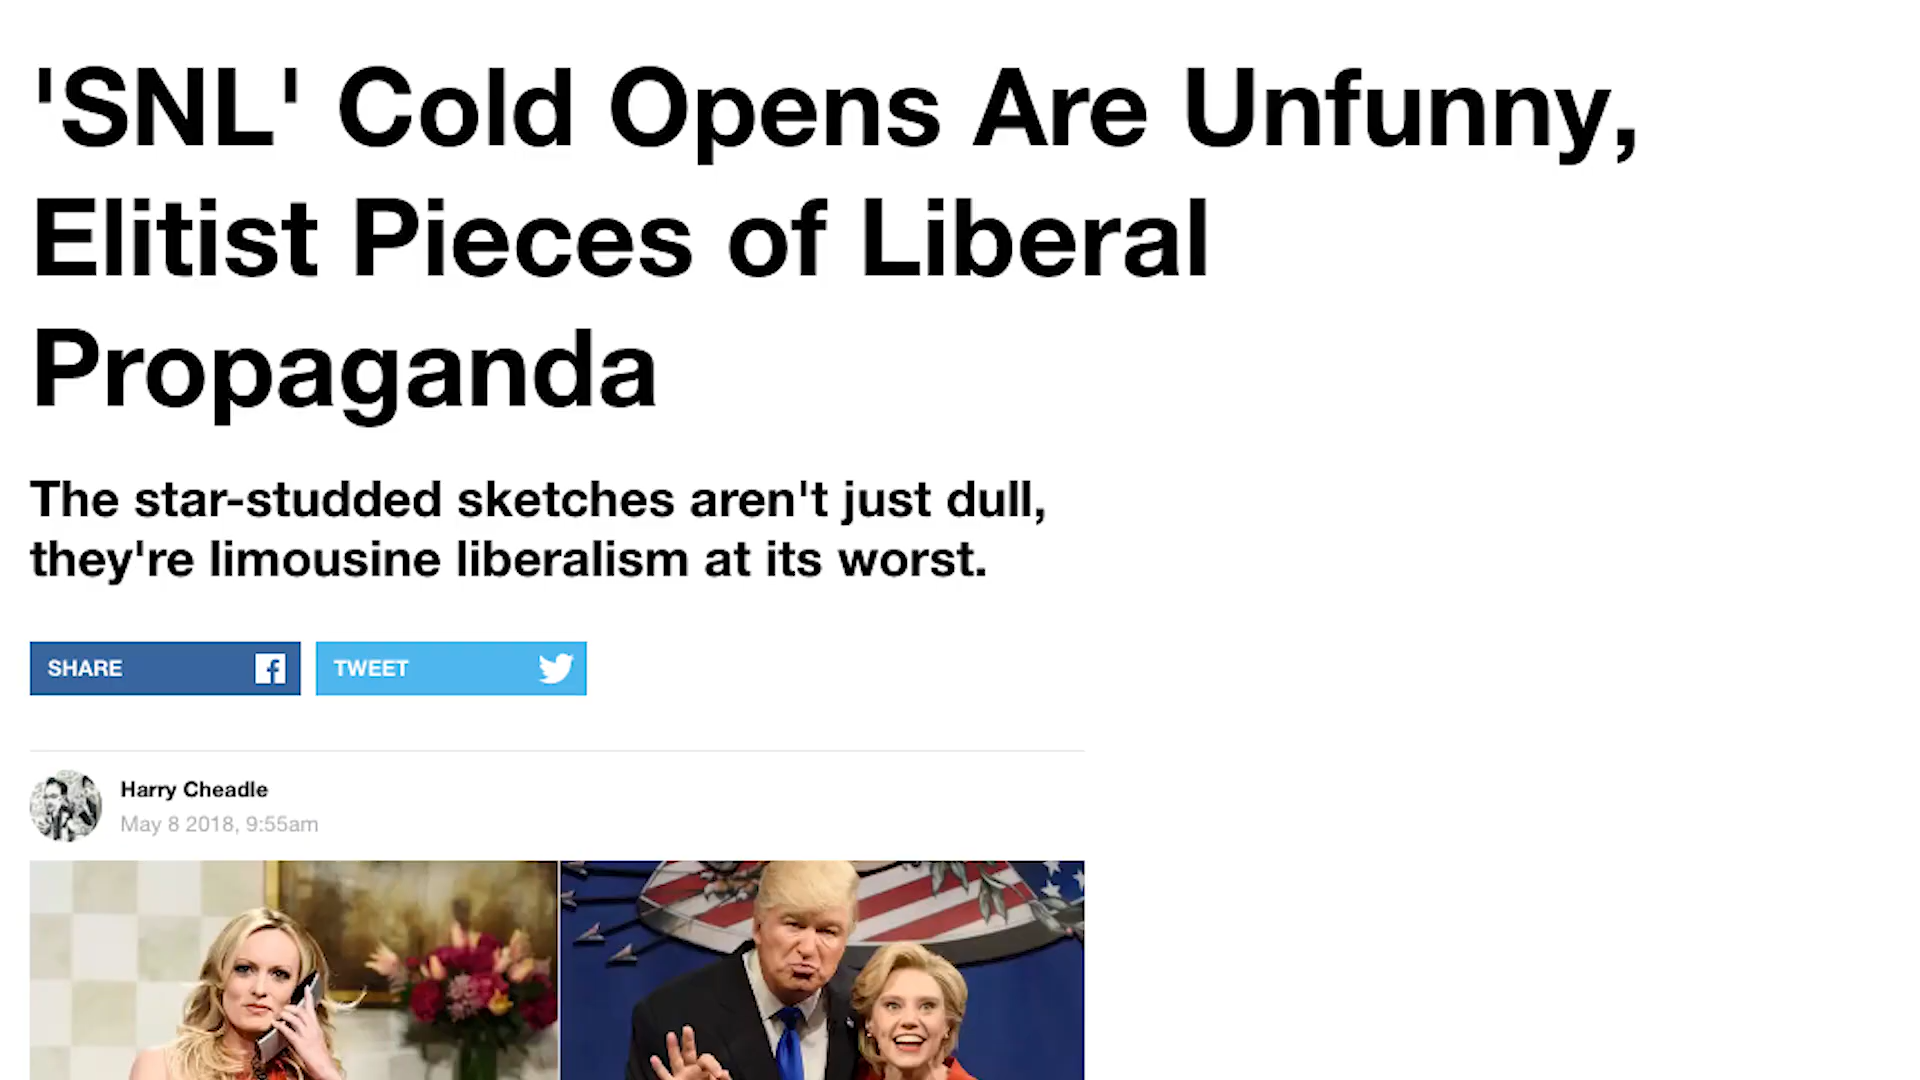 'SNL' Cold Opens Are Unfunny,
Elitist Pieces of Liberal
Propaganda
The star-studded sketches aren't just dull,
they're limousine liberalism at its worst.
SHARE
TWEET
Harry Cheadle
May 8 2018, 9:55am